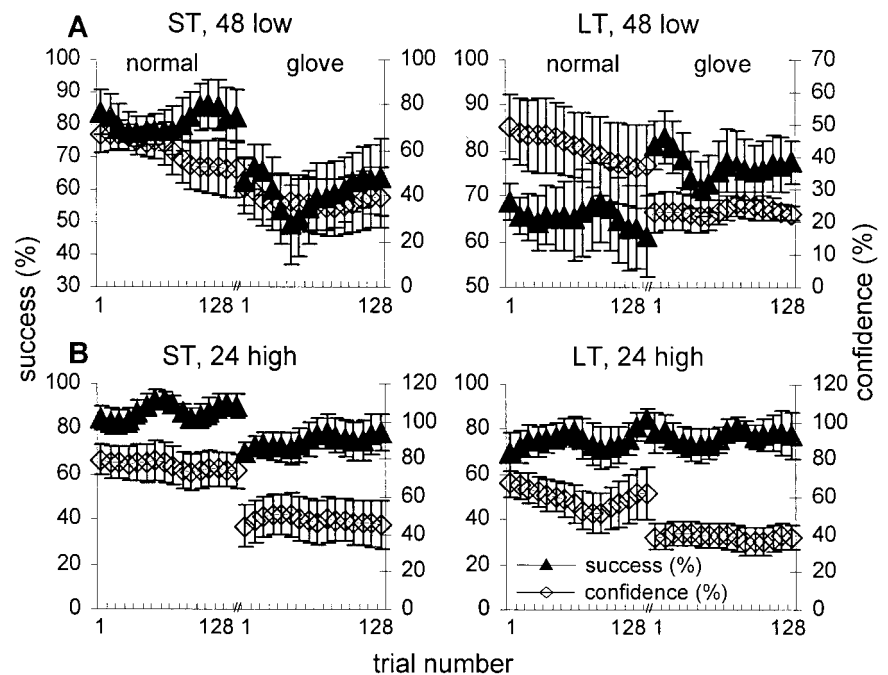 A ST, 48 low LT, 48 low
100 100 100 70
normal glove normal glove
90 60
80 80 90 50
70 60 80 40
60 70 30
50 40 20
40 20 60 10
30 0 50 0
1 128 1 128 1 128 1 128
success (%)
confidence (%)
B ST, 24 high LT, 24 high
100 120 100 120
80 100 80 100
60 80 60 80
40 60 40 60
20 40 20 40
20 20
0 0 0 0
success (%)
confidence (%)
1 128 1 128 1 128 1 128
trial number